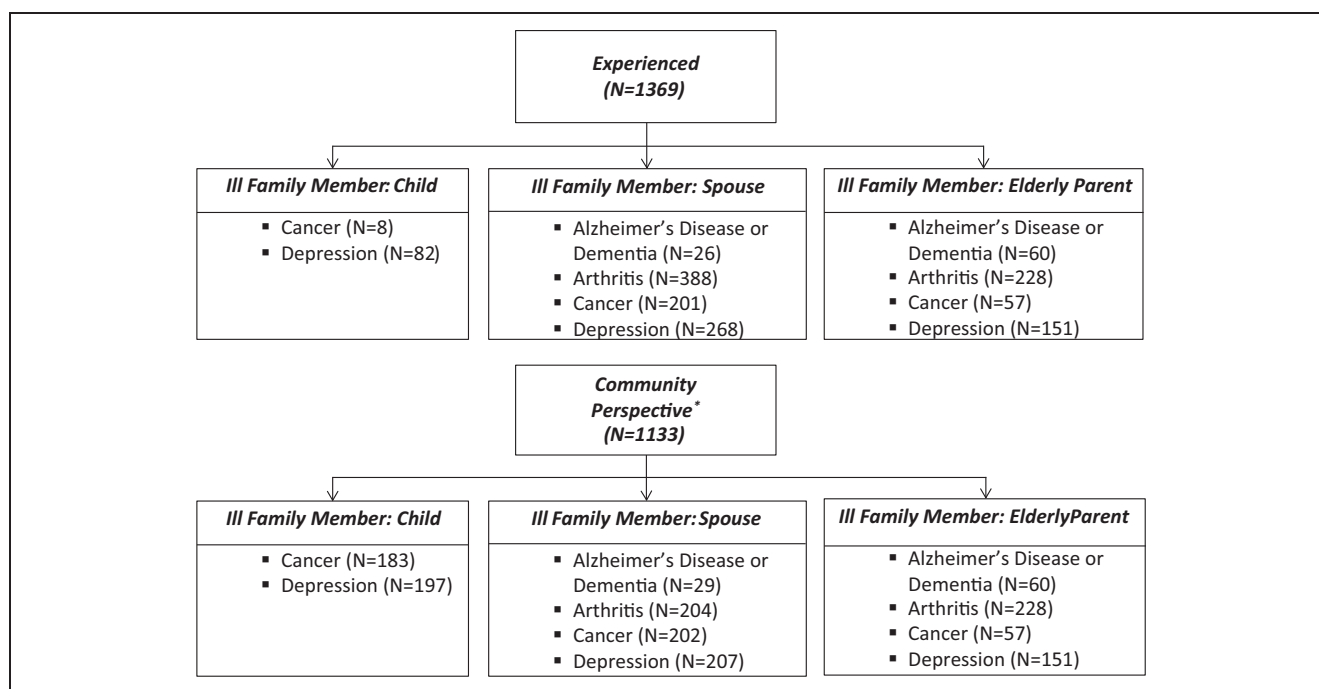 Experienced
(N=1369)
Ill Family Member: Child
▪ Cancer (N=8)
▪ Depression (N=82)
Ill Family Member: Spouse
▪ Alzheimer’s Disease or
Dementia (N=26)
▪ Arthritis (N=388)
▪ Cancer (N=201)
▪ Depression (N=268)
Ill Family Member: Elderly Parent
▪ Alzheimer’s Disease or
Dementia (N=60)
▪ Arthritis (N=228)
▪ Cancer (N=57)
▪ Depression (N=151)
Community
Perspective*
(N=1133)
Ill Family Member: Child
▪ Cancer (N=183)
▪ Depression (N=197)
Ill Family Member: Spouse
▪ Alzheimer’s Disease or
Dementia (N=29)
▪ Arthritis (N=204)
▪ Cancer (N=202)
▪ Depression (N=207)
Ill Family Member: ElderlyParent
▪ Alzheimer’s Disease or
Dementia (N=60)
▪ Arthritis (N=228)
▪ Cancer (N=57)
▪ Depression (N=151)